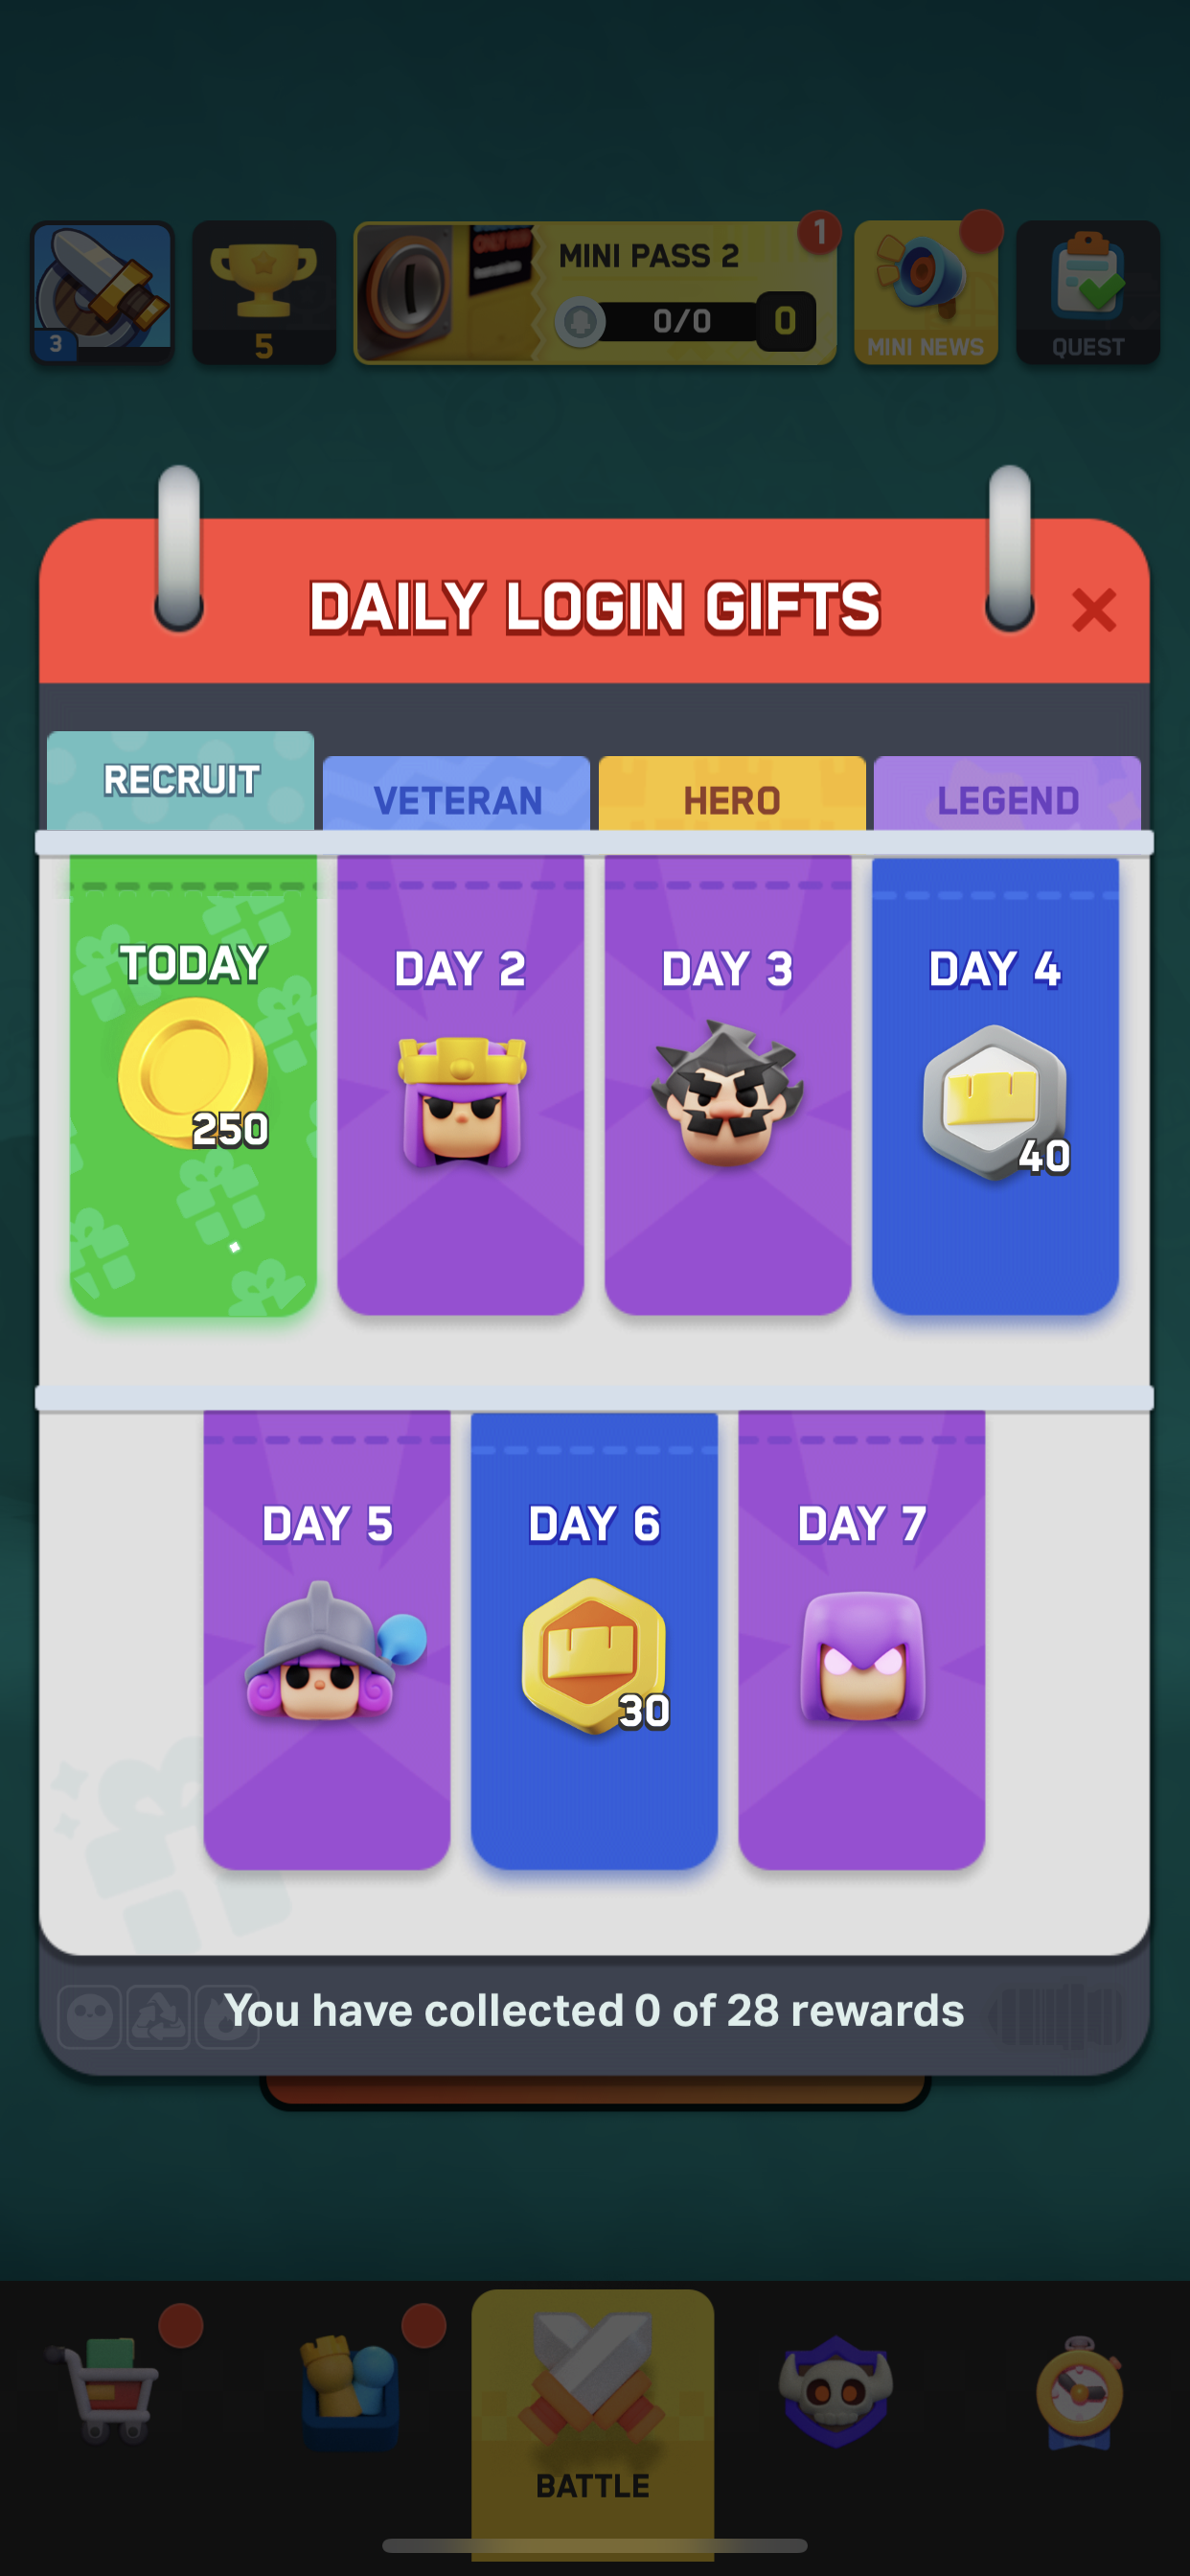 3
5
MINI PASS 2
1
0/0
0
MINI NEWS
QUEST
DAILY LOGIN GIFTS
RECRUIT
VETERAN
HERO
LEGEND
TODAY
250
DAY 2
DAY 3
DAY 4
40
DAY 5
DAY 6
30
DAY 7
You have collected 0 of 28 rewards
BATTLE